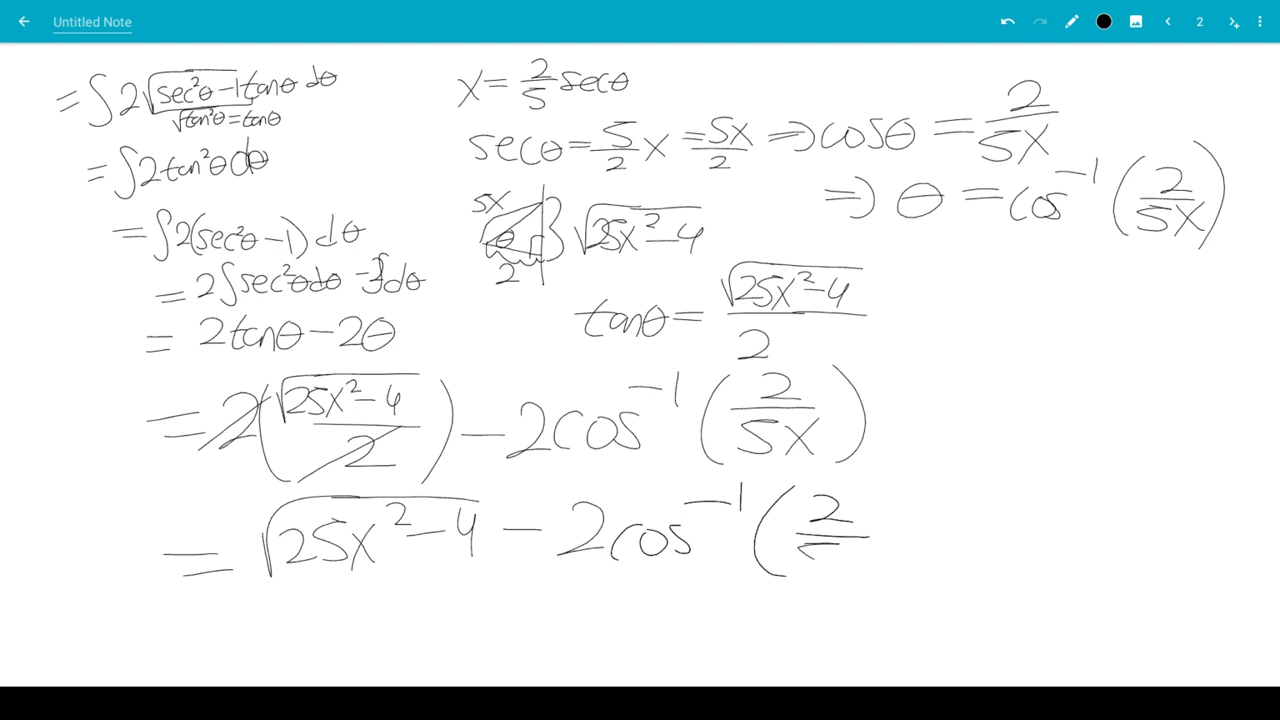 Untitled Note
2
= ∫ 2√(sec²θ - 1) tanθ dθ
√tan²θ = tanθ
= ∫ 2tan²θ dθ
= ∫ 2(sec²θ - 1) dθ
= 2∫ sec²θ dθ - ∫ dθ
= 2tanθ - 2θ
x = 2/5 secθ
secθ = 5/2 x = 5x/2 ⇒ cosθ = 2/5x
⇒ θ = cos⁻¹(2/5x)
5x
θ
2
√(25x² - 4)
tanθ = √(25x² - 4)/2
= 2(√(25x² - 4)/2) - 2cos⁻¹(2/5x)
= √(25x² - 4) - 2cos⁻¹(2/